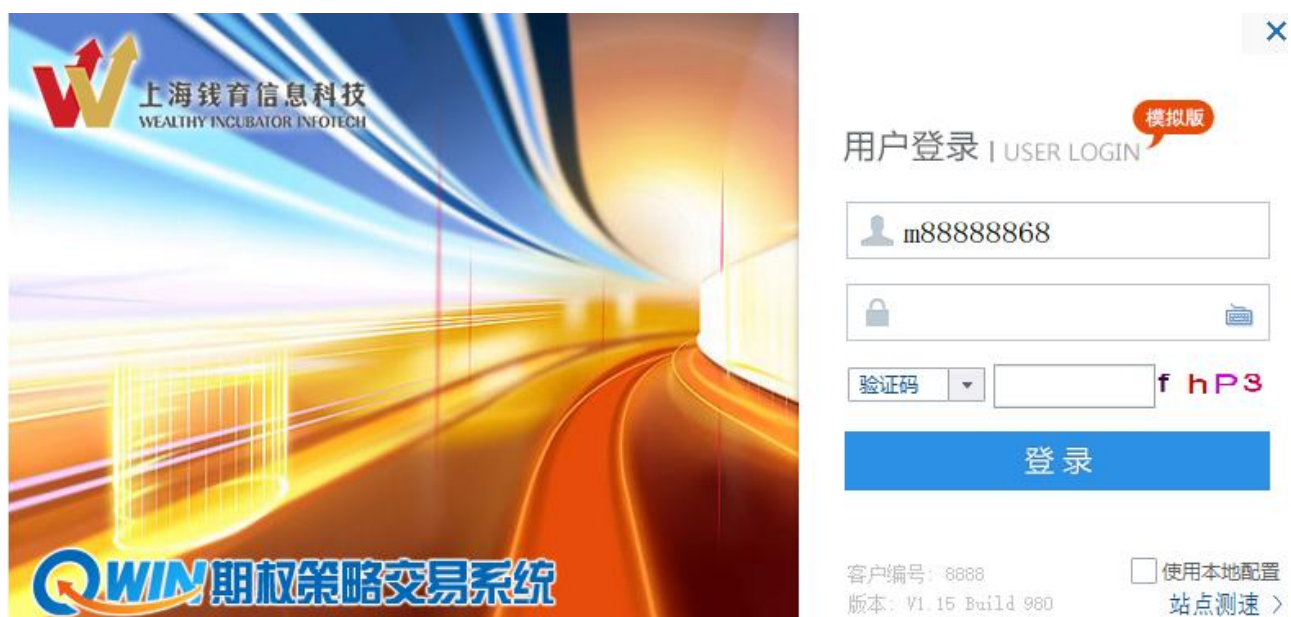 上海钱育信息科技
WEALTHY INCUBATOR INFOTECH
QWIN期权策略交易系统
模拟版
用户登录 | USER LOGIN
m88888868
验证码 f hP3
登录
客户编号: 8888
使用本地配置
版本: V1.15 Build 980
站点测速 >